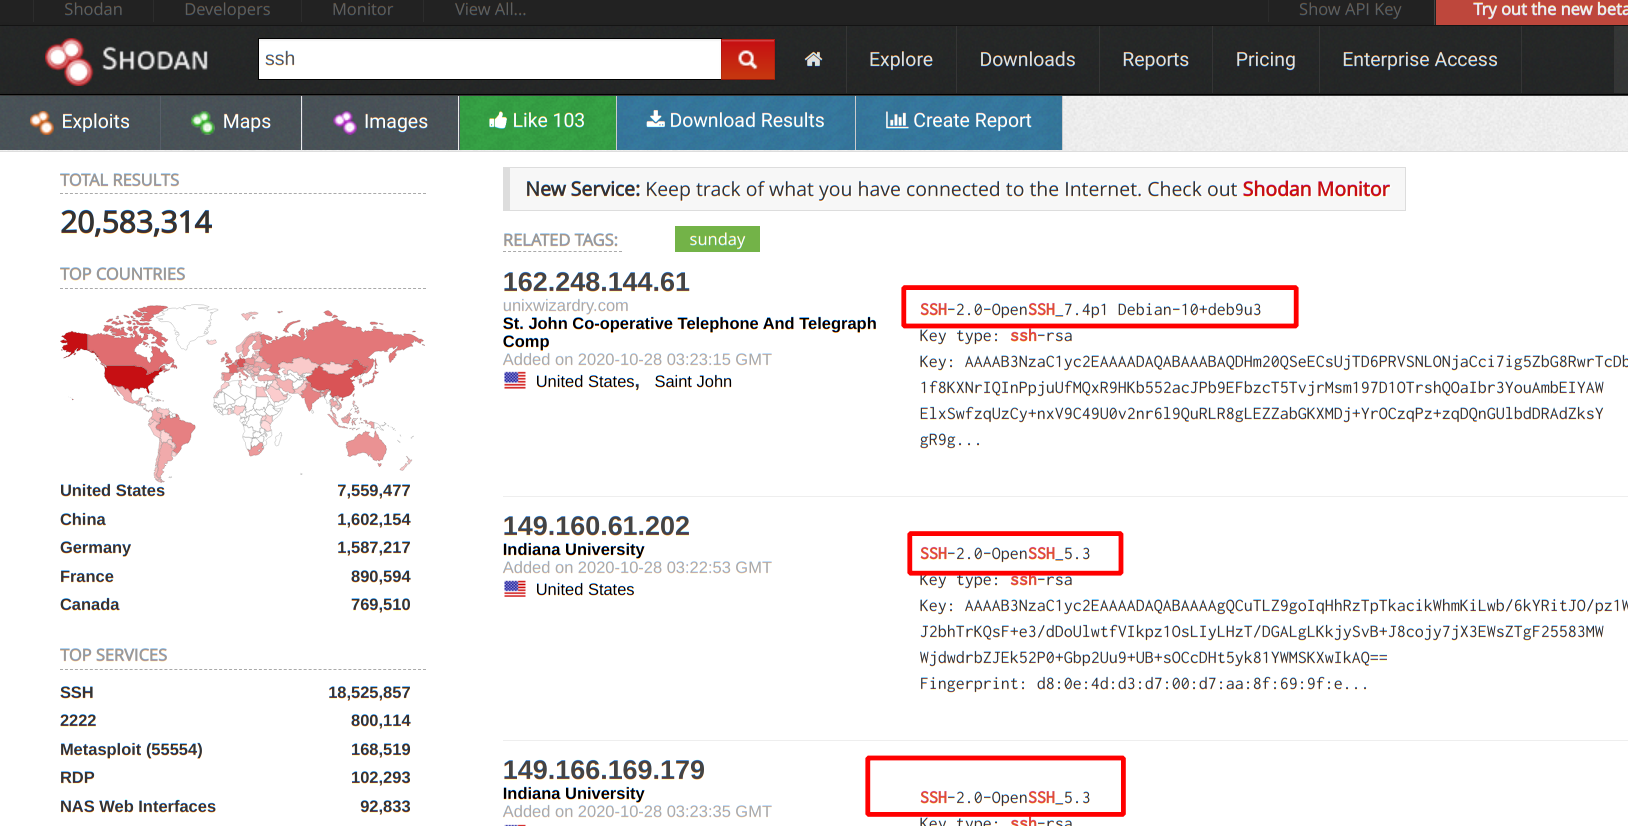 Shodan Developers Monitor View All... Show API Key Try out the new beta
SHODAN ssh Explore Downloads Reports Pricing Enterprise Access
Exploits Maps Images Like 103 Download Results Create Report
TOTAL RESULTS
20,583,314
TOP COUNTRIES
United States 7,559,477
China 1,602,154
Germany 1,587,217
France 890,594
Canada 769,510
TOP SERVICES
SSH 18,525,857
2222 800,114
Metasploit (55554) 168,519
RDP 102,293
NAS Web Interfaces 92,833
New Service: Keep track of what you have connected to the Internet. Check out Shodan Monitor
RELATED TAGS: sunday
162.248.144.61
unixwizardry.com
St. John Co-operative Telephone And Telegraph
Comp
Added on 2020-10-28 03:23:15 GMT
United States, Saint John
SSH-2.0-OpenSSH_7.4p1 Debian-10+deb9u3
Key type: ssh-rsa
Key: AAAAB3NzaC1yc2EAAAADAQABAAABAQDHm20QSeECsUjTD6PRVSNLONjaCci7ig5ZbG8RwrTcDb
1f8KXNrIQInPpjuUfMQxR9HKb552acJPb9EFbzcT5TvjrMsm197D1OTrshQOaIbr3YouAmbEIYAW
ElxSwfzqUzCy+nxV9C49U0v2nr6l9QuRLR8gLEZZabGKXMDj+YrOCzqPz+zqDQnGUlbdDRAdZksY
gR9g...
149.160.61.202
Indiana University
Added on 2020-10-28 03:22:53 GMT
United States
SSH-2.0-OpenSSH_5.3
Key type: ssh-rsa
Key: AAAAB3NzaC1yc2EAAAADAQABAAAAgQCuTLZ9goIqHhRzTpTkacikWhmKiLwb/6kYRitJO/pz1W
J2bhTrKQsF+e3/dDoUlwtfVIkpz1OsLIyLHzT/DGALgLKkjySvB+J8cojy7jX3EWsZTgF25583MW
WjdwdrbZJEk52P0+Gbp2Uu9+UB+sOCcDHt5yk81YWMSKXwIkAQ==
Fingerprint: d8:0e:4d:d3:d7:00:d7:aa:8f:69:9f:e...
149.166.169.179
Indiana University
Added on 2020-10-28 03:23:35 GMT
SSH-2.0-OpenSSH_5.3
Key type: ssh-rsa